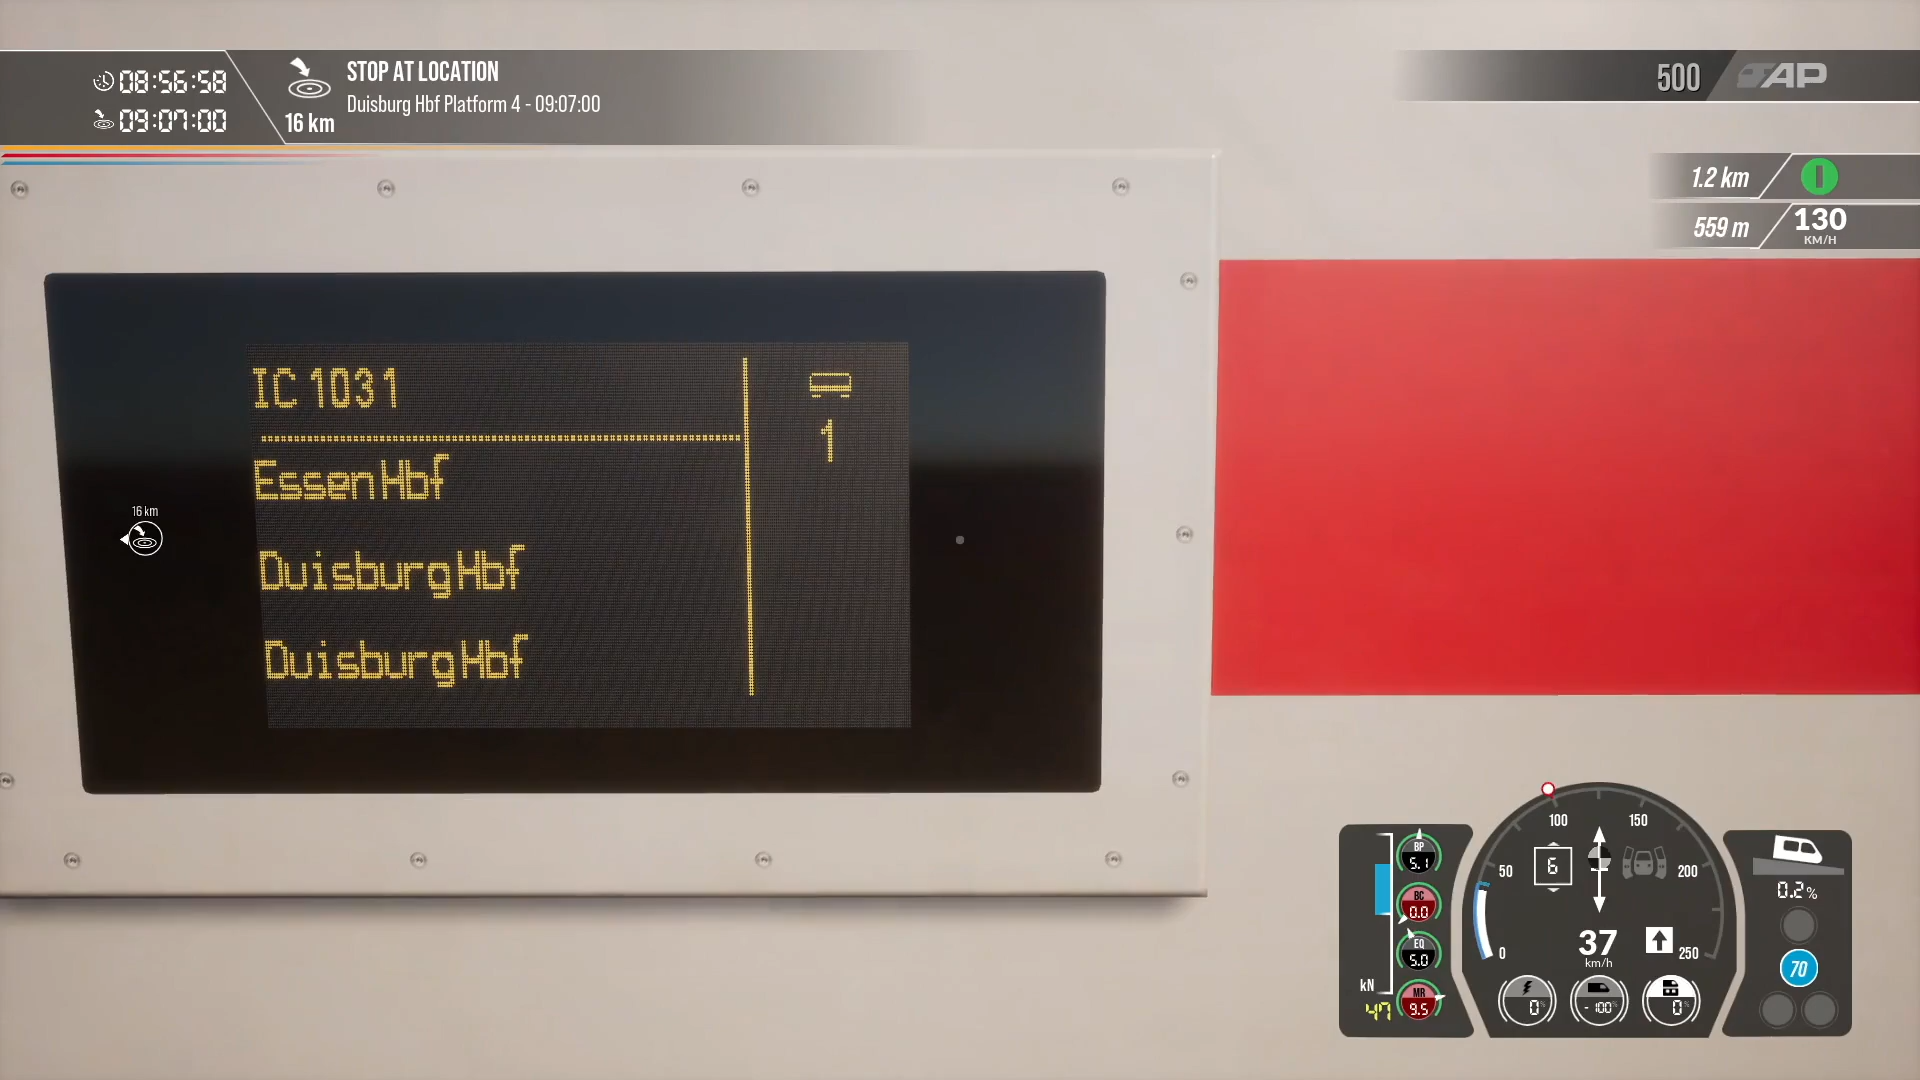 08:56:58
09:07:00
16 km
STOP AT LOCATION
Duisburg Hbf Platform 4 - 09:07:00
500 AP
1.2 km
559 m 130
KM/H
IC 1031
1
Essen Hbf
Duisburg Hbf
Duisburg Hbf
16 km
BP
5.1
BC
0.0
EQ
5.0
MR
9.5
kN
47
0
50
100
150
200
250
6
37
km/h
0%
-100%
0%
0.2%
70